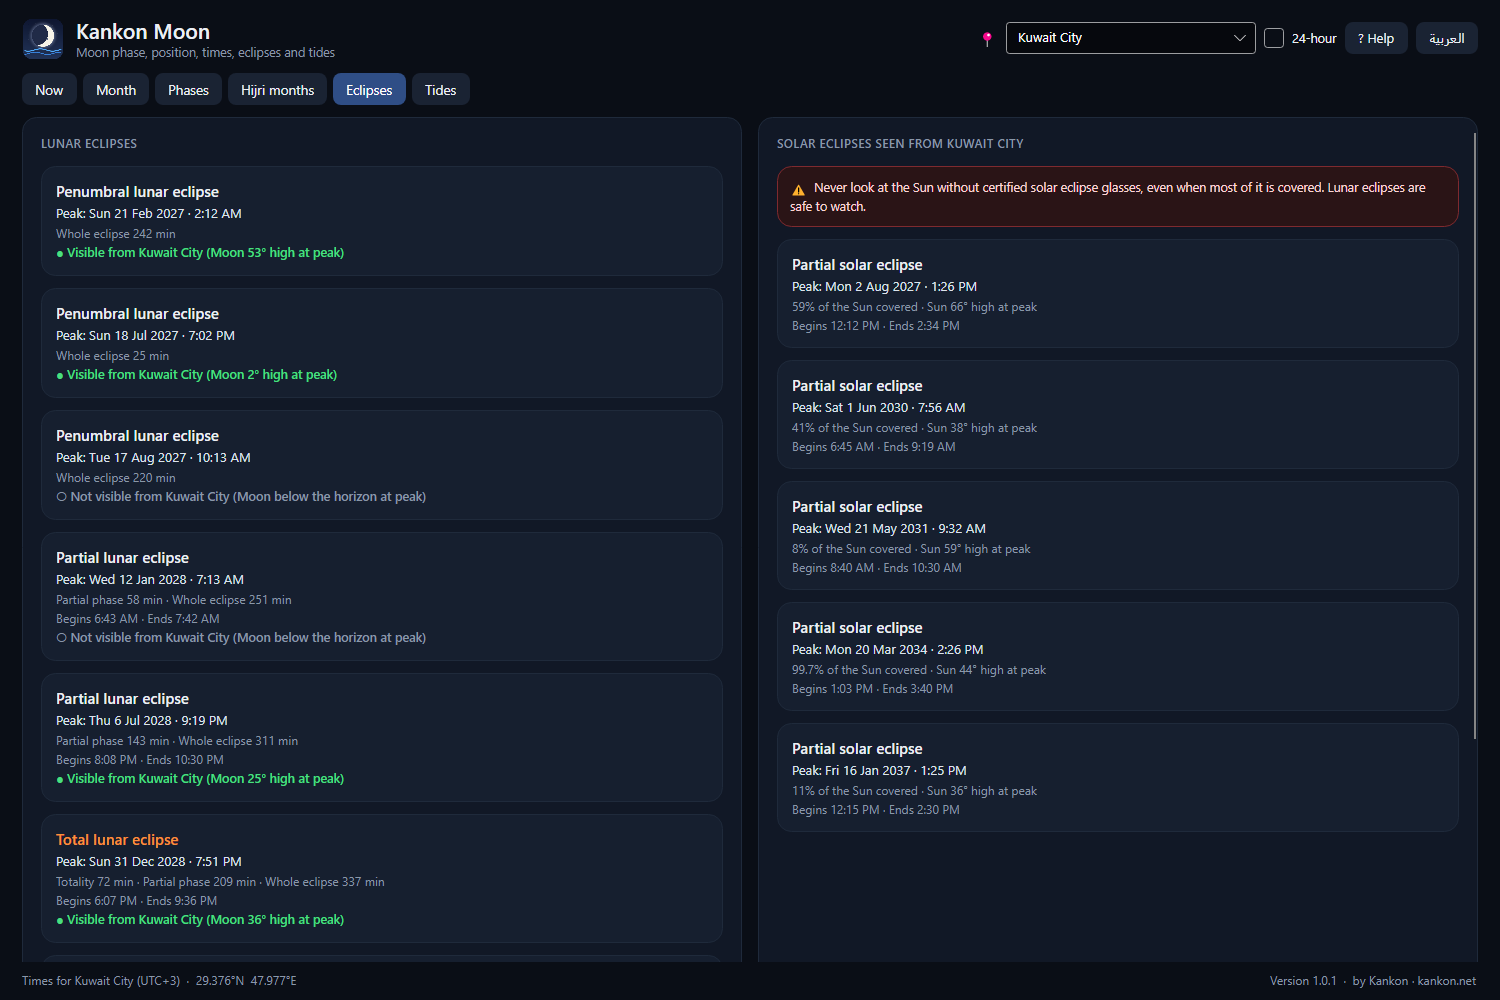 Kankon Moon
Moon phase, position, times, eclipses and tides
Kuwait City
24-hour
? Help
العربية
Now
Month
Phases
Hijri months
Eclipses
Tides
LUNAR ECLIPSES
Penumbral lunar eclipse
Peak: Sun 21 Feb 2027 · 2:12 AM
Whole eclipse 242 min
● Visible from Kuwait City (Moon 53° high at peak)
Penumbral lunar eclipse
Peak: Sun 18 Jul 2027 · 7:02 PM
Whole eclipse 25 min
● Visible from Kuwait City (Moon 2° high at peak)
Penumbral lunar eclipse
Peak: Tue 17 Aug 2027 · 10:13 AM
Whole eclipse 220 min
○ Not visible from Kuwait City (Moon below the horizon at peak)
Partial lunar eclipse
Peak: Wed 12 Jan 2028 · 7:13 AM
Partial phase 58 min · Whole eclipse 251 min
Begins 6:43 AM · Ends 7:42 AM
○ Not visible from Kuwait City (Moon below the horizon at peak)
Partial lunar eclipse
Peak: Thu 6 Jul 2028 · 9:19 PM
Partial phase 143 min · Whole eclipse 311 min
Begins 8:08 PM · Ends 10:30 PM
● Visible from Kuwait City (Moon 25° high at peak)
Total lunar eclipse
Peak: Sun 31 Dec 2028 · 7:51 PM
Totality 72 min · Partial phase 209 min · Whole eclipse 337 min
Begins 6:07 PM · Ends 9:36 PM
● Visible from Kuwait City (Moon 36° high at peak)
SOLAR ECLIPSES SEEN FROM KUWAIT CITY
⚠ Never look at the Sun without certified solar eclipse glasses, even when most of it is covered. Lunar eclipses are
safe to watch.
Partial solar eclipse
Peak: Mon 2 Aug 2027 · 1:26 PM
59% of the Sun covered · Sun 66° high at peak
Begins 12:12 PM · Ends 2:34 PM
Partial solar eclipse
Peak: Sat 1 Jun 2030 · 7:56 AM
41% of the Sun covered · Sun 38° high at peak
Begins 6:45 AM · Ends 9:19 AM
Partial solar eclipse
Peak: Wed 21 May 2031 · 9:32 AM
8% of the Sun covered · Sun 59° high at peak
Begins 8:40 AM · Ends 10:30 AM
Partial solar eclipse
Peak: Mon 20 Mar 2034 · 2:26 PM
99.7% of the Sun covered · Sun 44° high at peak
Begins 1:03 PM · Ends 3:40 PM
Partial solar eclipse
Peak: Fri 16 Jan 2037 · 1:25 PM
11% of the Sun covered · Sun 36° high at peak
Begins 12:15 PM · Ends 2:30 PM
Times for Kuwait City (UTC+3) · 29.376°N 47.977°E
Version 1.0.1 · by Kankon · kankon.net